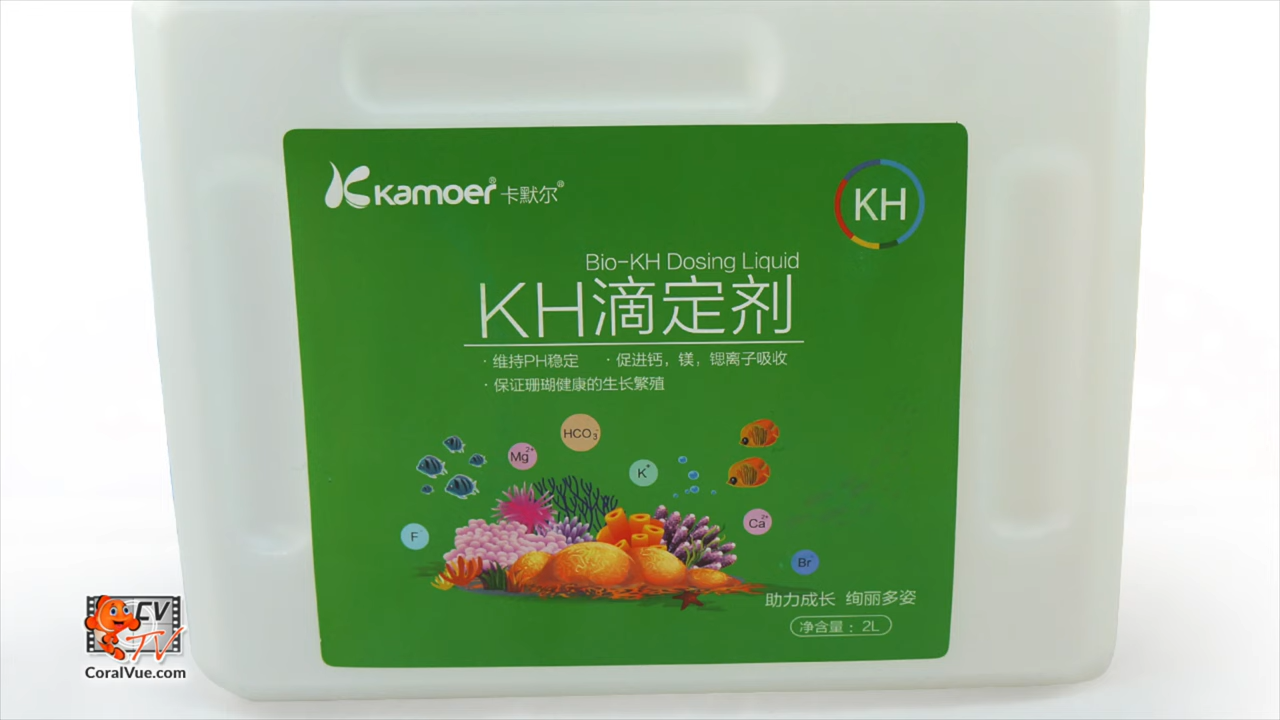 Kamoer® 卡默尔®
KH
Bio-KH Dosing Liquid
KH滴定剂
·维持PH稳定 ·促进钙，镁，锶离子吸收
·保证珊瑚健康的生长繁殖
HCO₃⁻
Mg²⁺
K⁺
Ca²⁺
F
Br
助力成长 绚丽多姿
净含量：2L
CV
TV
CoralVue.com